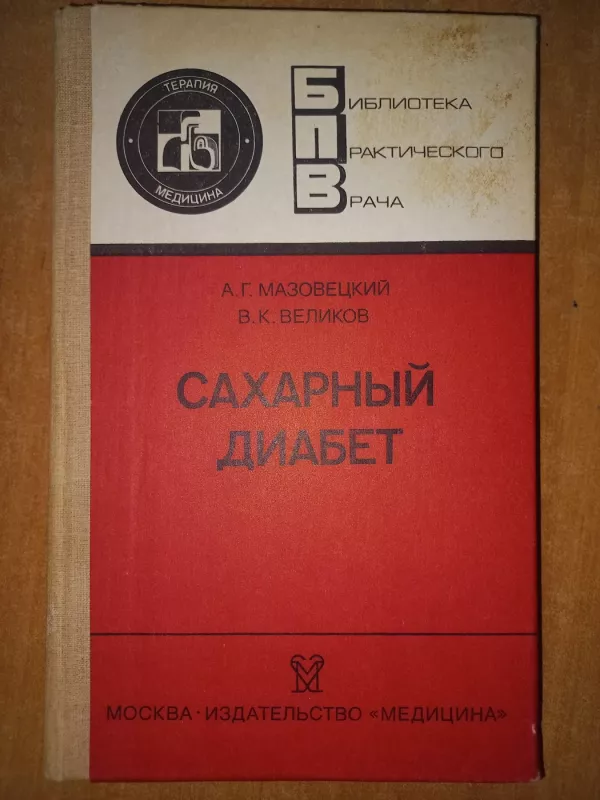 ТЕРАПИЯ
МЕДИЦИНА
БИБЛИОТЕКА
ПРАКТИЧЕСКОГО
ВРАЧА
А. Г. МАЗОВЕЦКИЙ
В. К. ВЕЛИКОВ
САХАРНЫЙ
ДИАБЕТ
МОСКВА · ИЗДАТЕЛЬСТВО «МЕДИЦИНА»